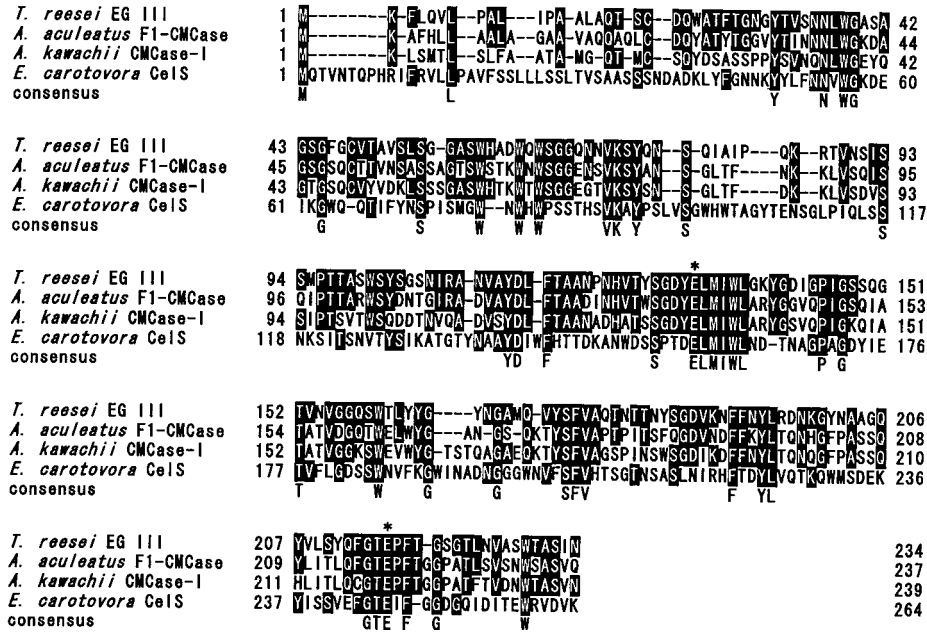 T. reesei EG III 1 M-------K-FLQVL--PAL---IPA-ALAQT-SC--DQWATFTGNGYTVSNNLWGASA 42
A. aculeatus F1-CMCase 1 M-------K-AFHLL--AALA--GAA-VAQQAQLC--DQYATYTGGVYTINNNLWGKDA 44
A. kawachii CMCase-I 1 M-------K-LSMTL--SLFA--ATA-MG-QT-MC--SQYDSASSPPYSVNQNLWGEYQ 42
E. carotovora CelS 1 MQTVNTQPHRIFRVLLPAVFSSLLLSSLTVSAASSSNDADKLYFGNNKYYLFNNVWGKDE 60
consensus M L Y N WG
T. reesei EG III 43 GSGFGCVTAVSLSG-GASWHADWQWSGGQNNVKSYQN---S-QIAIP----QK--RTVNSIS 93
A. aculeatus F1-CMCase 45 GSGSQCTTVNSASSAGTSWSTKWNWSGGENSVKSYAN---S-GLTF----NK--KLVSQIS 95
A. kawachii CMCase-I 43 GTGSQCVYVDKLSSSGASWHTKWTWSGGEGTVKSYSN---S-GLTF----DK--KLVSDVS 93
E. carotovora CelS 61 IKGWQ-QTIFYNSPISMGW-NWHWPSSTHSVKAYPSLVSGWHWTAGYTENSGLPIQLSS 117
consensus G S W W W VK Y S S
*
T. reesei EG III 94 SWPTTASWSYSGSNIRA-NVAYDL-FTAANPNHVTYSGDYELMIWLGKYGDIGPIGSSQG 151
A. aculeatus F1-CMCase 96 QIPTTARWSYDNTGIRA-DVAYDL-FTAADINHVTWSGDYELMIWLARYGGVQPIGSQIA 153
A. kawachii CMCase-I 94 SIPTSVTWSQDDTNVQA-DVSYDL-FTAANADHATSSGDYELMIWLARYGSVQPIGKQIA 151
E. carotovora CelS 118 NKSITSNVTYSIKATGTYNAAYDIWFHTTDKANWDSSPTDELMIWLND-TNAGPAGDYIE 176
consensus YD F S ELMIWL P G
T. reesei EG III 152 TVNVGGQSWTLYYG----YNGAMQ-VYSFVAQTNTTNYSGDVKNFFNYLRDNKGYNAAGQ 206
A. aculeatus F1-CMCase 154 TATVDGQTWELWYG---AN-GS-QKTYSFVAPTPITSFQGDVNDFFKYLTQNHGFPASSQ 208
A. kawachii CMCase-I 152 TATVGGKSWEVWYG-TSTQAGAEQKTYSFVAGSPINSWSGDIKDFFNYLTQNQGFPASSQ 210
E. carotovora CelS 177 TVFLGDSSWNVFKGWINADNGGGWNVFSFVHTSGTNSASLNIRHFTDYLVQTKQWMSDEK 236
consensus T W G G SFV F YL
*
T. reesei EG III 207 YVLSYQFGTEPFT-GSGTLNVASWTASIN 234
A. aculeatus F1-CMCase 209 YLITLQFGTEPFTGGPATLSVSNWSASVQ 237
A. kawachii CMCase-I 211 HLITLQCGTEPFTGGPATFTVDNWTASVN 239
E. carotovora CelS 237 YISSVEFGTEIF-GGDGQIDITEWRVDVK 264
consensus GTE F G W